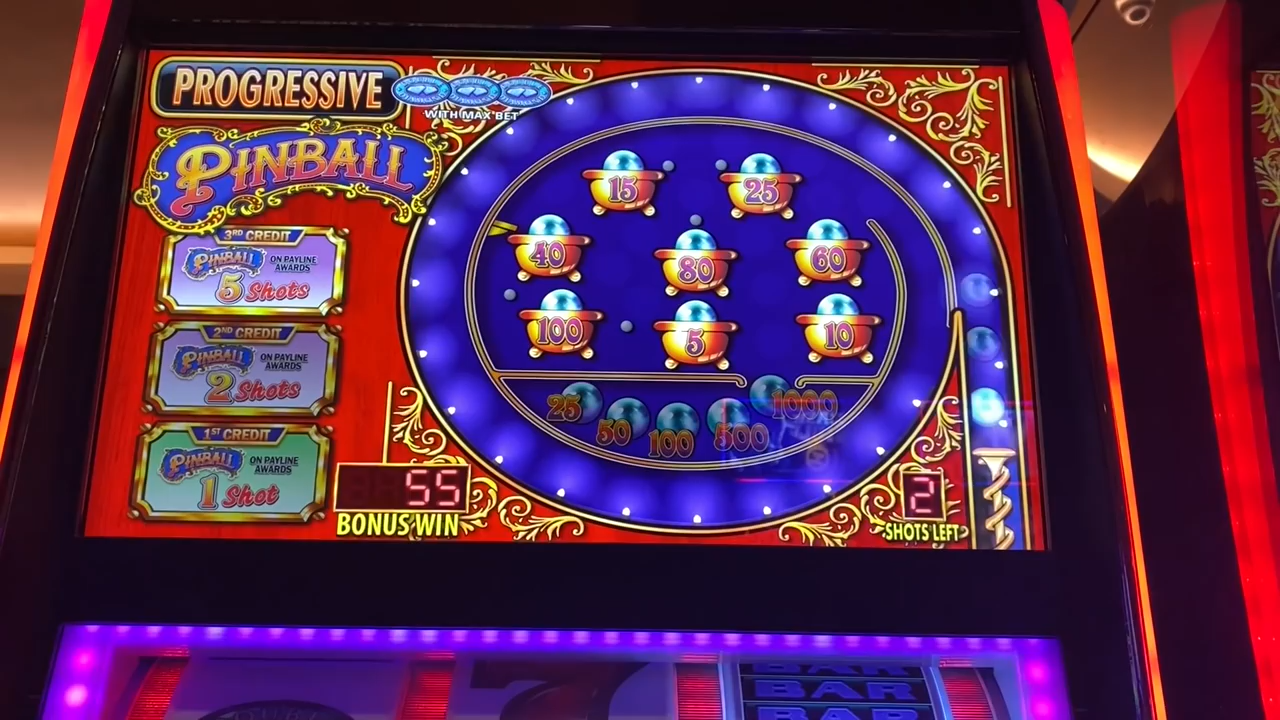 PROGRESSIVE
WITH MAX BET
PINBALL
3RD CREDIT
PINBALL
ON PAYLINE
AWARDS
5 Shots
2ND CREDIT
PINBALL
ON PAYLINE
AWARDS
2 Shots
1ST CREDIT
PINBALL
ON PAYLINE
AWARDS
1 Shot
15
25
40
80
60
100
5
10
25
50
100
500
1000
55
BONUS WIN
2
SHOTS LEFT
7
BAR
BAR
BAR